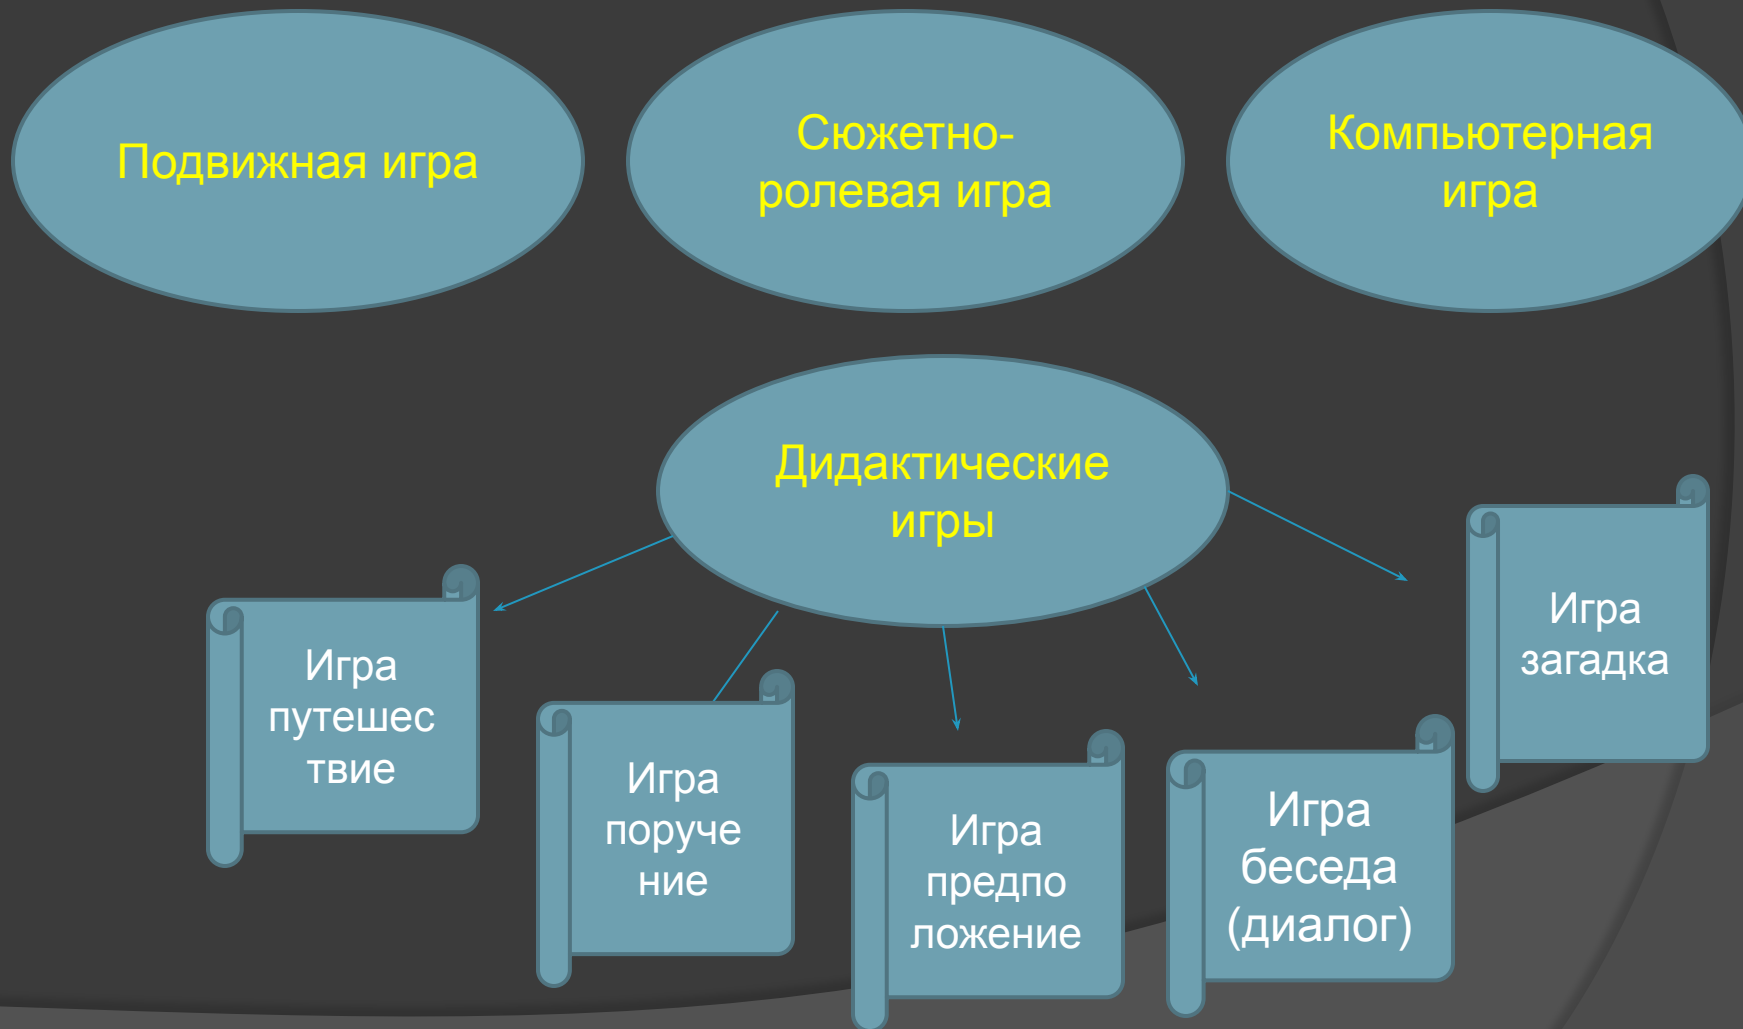 Подвижная игра
Сюжетно-
ролевая игра
Компьютерная
игра
Дидактические
игры
Игра
путешес
твие
Игра
поруче
ние
Игра
предпо
ложение
Игра
беседа
(диалог)
Игра
загадка